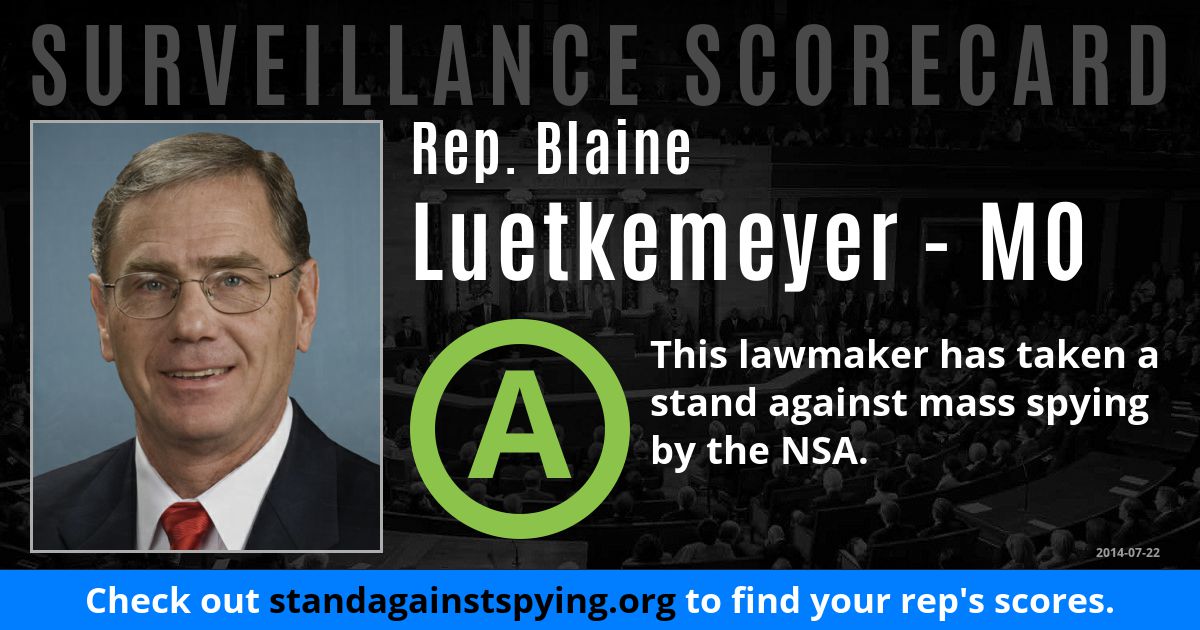 SURVEILLANCE SCORECARD
Rep. Blaine
Luetkemeyer - MO
A
This lawmaker has taken a
stand against mass spying
by the NSA.
2014-07-22
Check out standagainstspying.org to find your rep's scores.